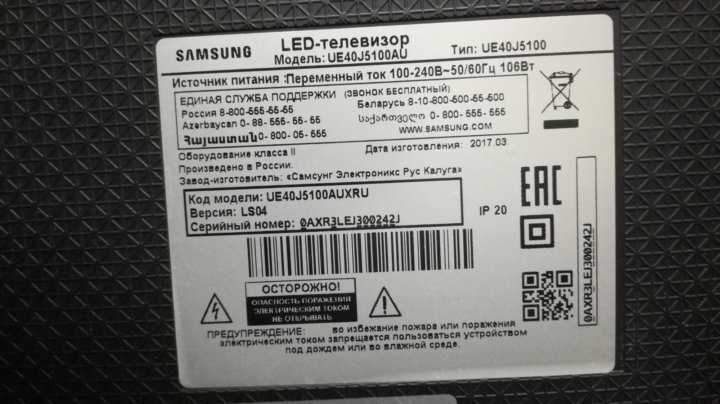 SAMSUNG
LED-телевизор
Модель: UE40J5100AU
Тип: UE40J5100
Источник питания :Переменный ток 100-240В~50/60Гц 106Вт
ЕДИНАЯ СЛУЖБА ПОДДЕРЖКИ (ЗВОНОК БЕСПЛАТНЫЙ)
Россия 8-800-555-55-55
Беларусь 8-10-800-500-55-500
Azərbaycan 0- 88- 555- 55- 55
საქართველო 0- 800- 555- 555
Հայաստան 0- 800- 05- 555
WWW.SAMSUNG.COM
Оборудование класса II
Дата изготовления: 2017.03
Произведено в России.
Завод-изготовитель: «Самсунг Электроникс Рус Калуга»
Код модели: UE40J5100AUXRU
Версия: LS04
Серийный номер: 0AXR3LEJ300242J
IP 20
EAC
0AXR3LEJ300242J
ОСТОРОЖНО!
ОПАСНОСТЬ ПОРАЖЕНИЯ
ЭЛЕКТРИЧЕСКИМ ТОКОМ
НЕ ОТКРЫВАТЬ
ПРЕДУПРЕЖДЕНИЕ: во избежание пожара или поражения
электрическим током запрещается пользоваться устройством
под дождем или во влажной среде.